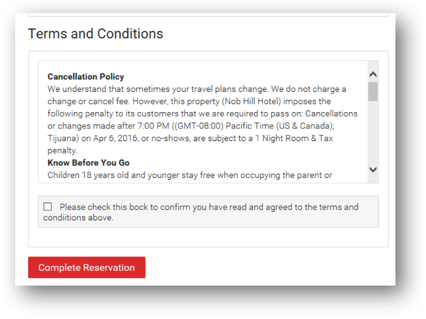 Terms and Conditions
Cancellation Policy
We understand that sometimes your travel plans change. We do not charge a
change or cancel fee. However, this property (Nob Hill Hotel) imposes the
following penalty to its customers that we are required to pass on: Cancellations
or changes made after 7:00 PM ((GMT-08:00) Pacific Time (US & Canada);
Tijuana) on Apr 6, 2016, or no-shows, are subject to a 1 Night Room & Tax
penalty.
Know Before You Go
Children 18 years old and younger stay free when occupying the parent or
Please check this bock to confirm you have read and agreed to the terms and
condiitions above.
Complete Reservation